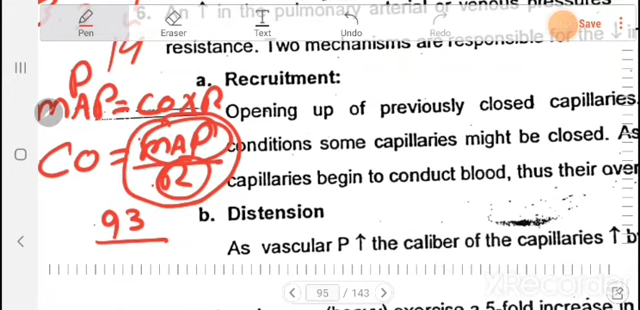 6. An ↑ in the pulmonary arterial or venous
resistance. Two mechanisms are responsible for the ↓ in
a. Recruitment:
Opening up of previously closed capillaries.
conditions some capillaries might be closed. As
capillaries begin to conduct blood, thus their over
b. Distension
As vascular P ↑ the caliber of the capillaries ↑ b
(heavy) exercise a 5-fold increase in
P
14
MAP = CO x R
CO = MAP
R
93
Pen
Eraser
Text
Undo
Redo
Save
95 / 143
XRecorder